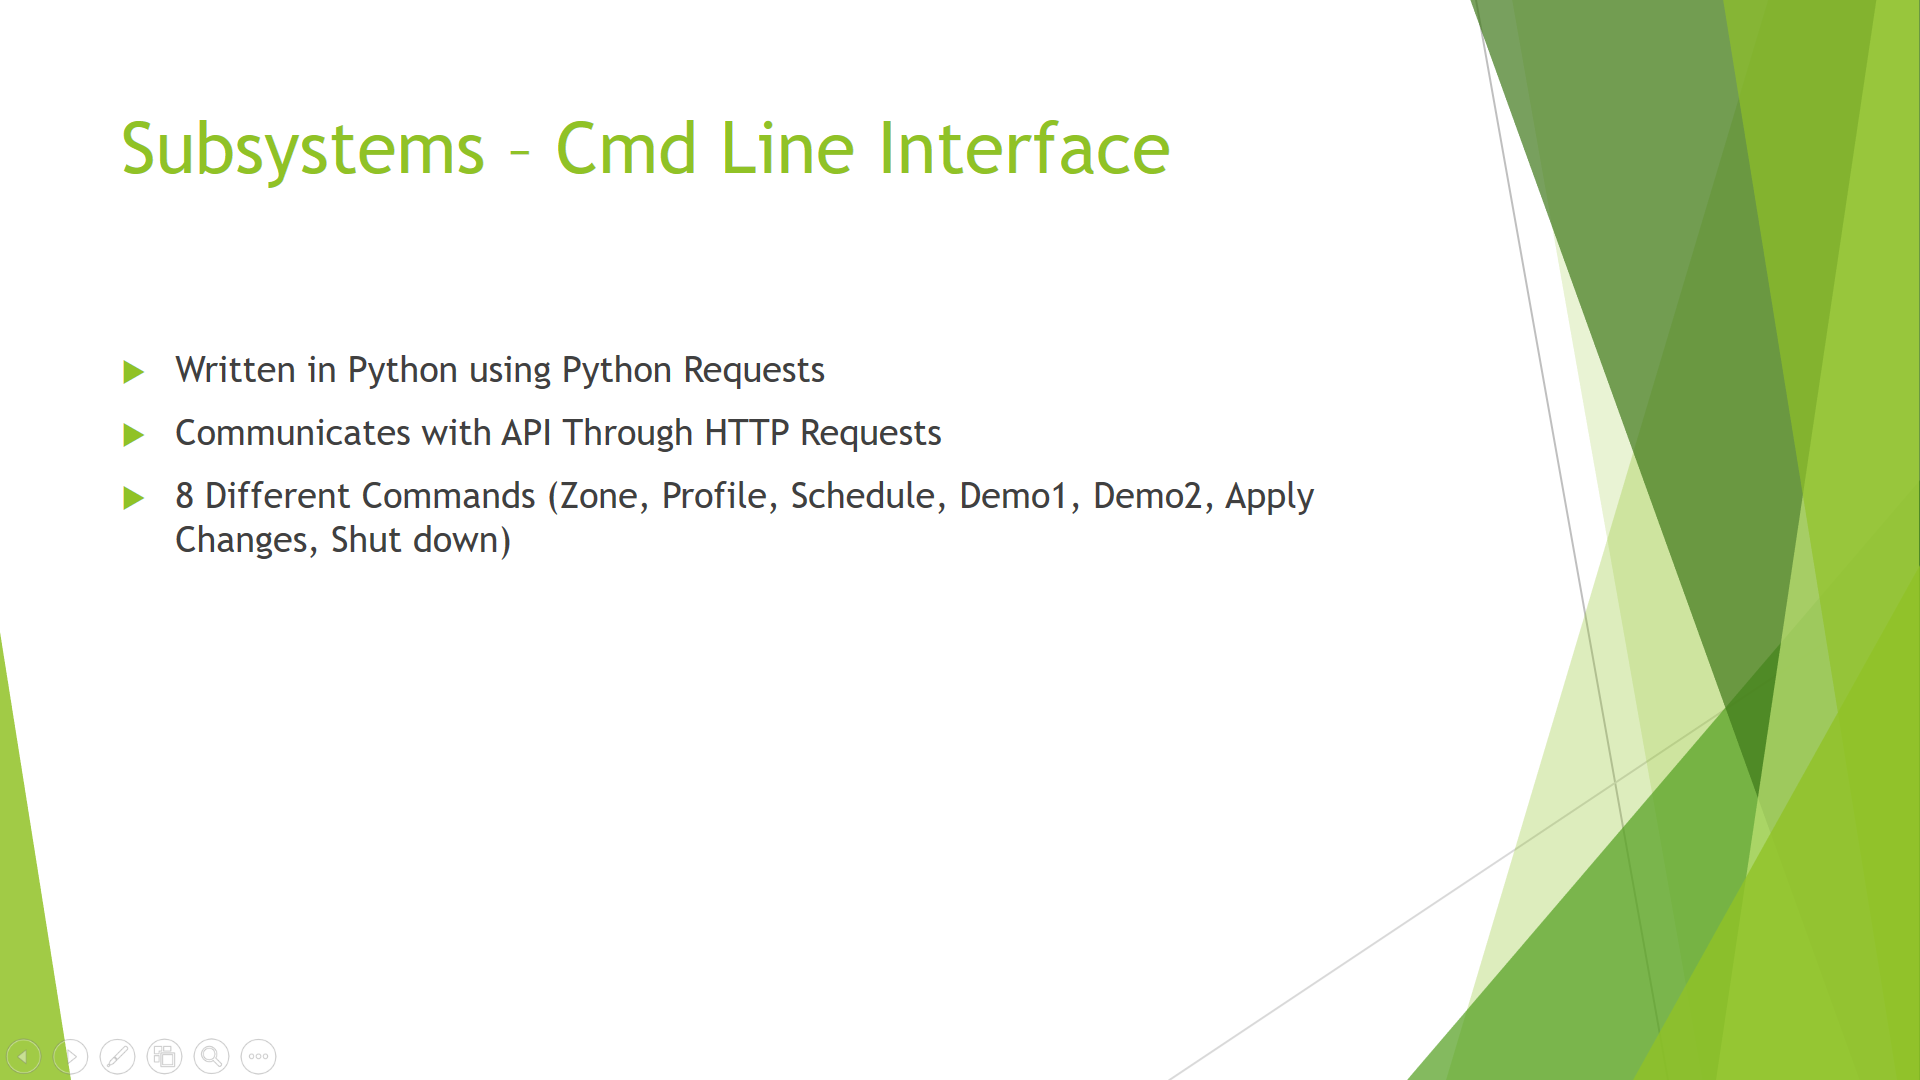 Subsystems – Cmd Line Interface
Written in Python using Python Requests
Communicates with API Through HTTP Requests
8 Different Commands (Zone, Profile, Schedule, Demo1, Demo2, Apply
Changes, Shut down)